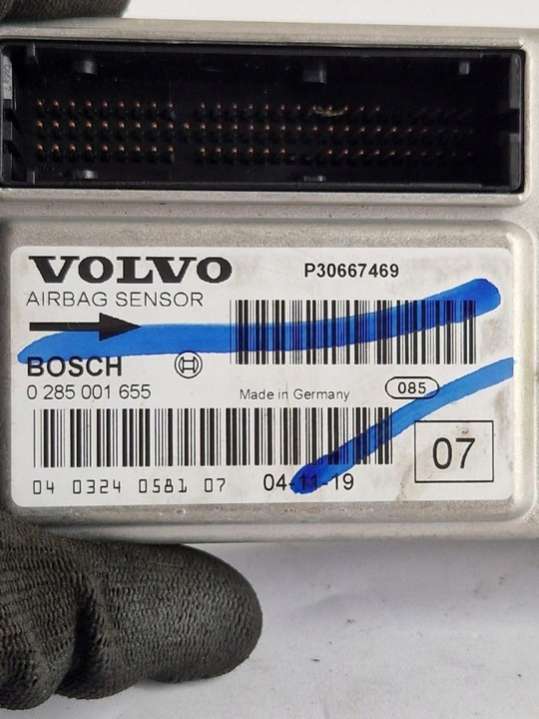 VOLVO P30667469
AIRBAG SENSOR
BOSCH
0 285 001 655 Made in Germany 085
04 0324 0581 07 04-11-19 07